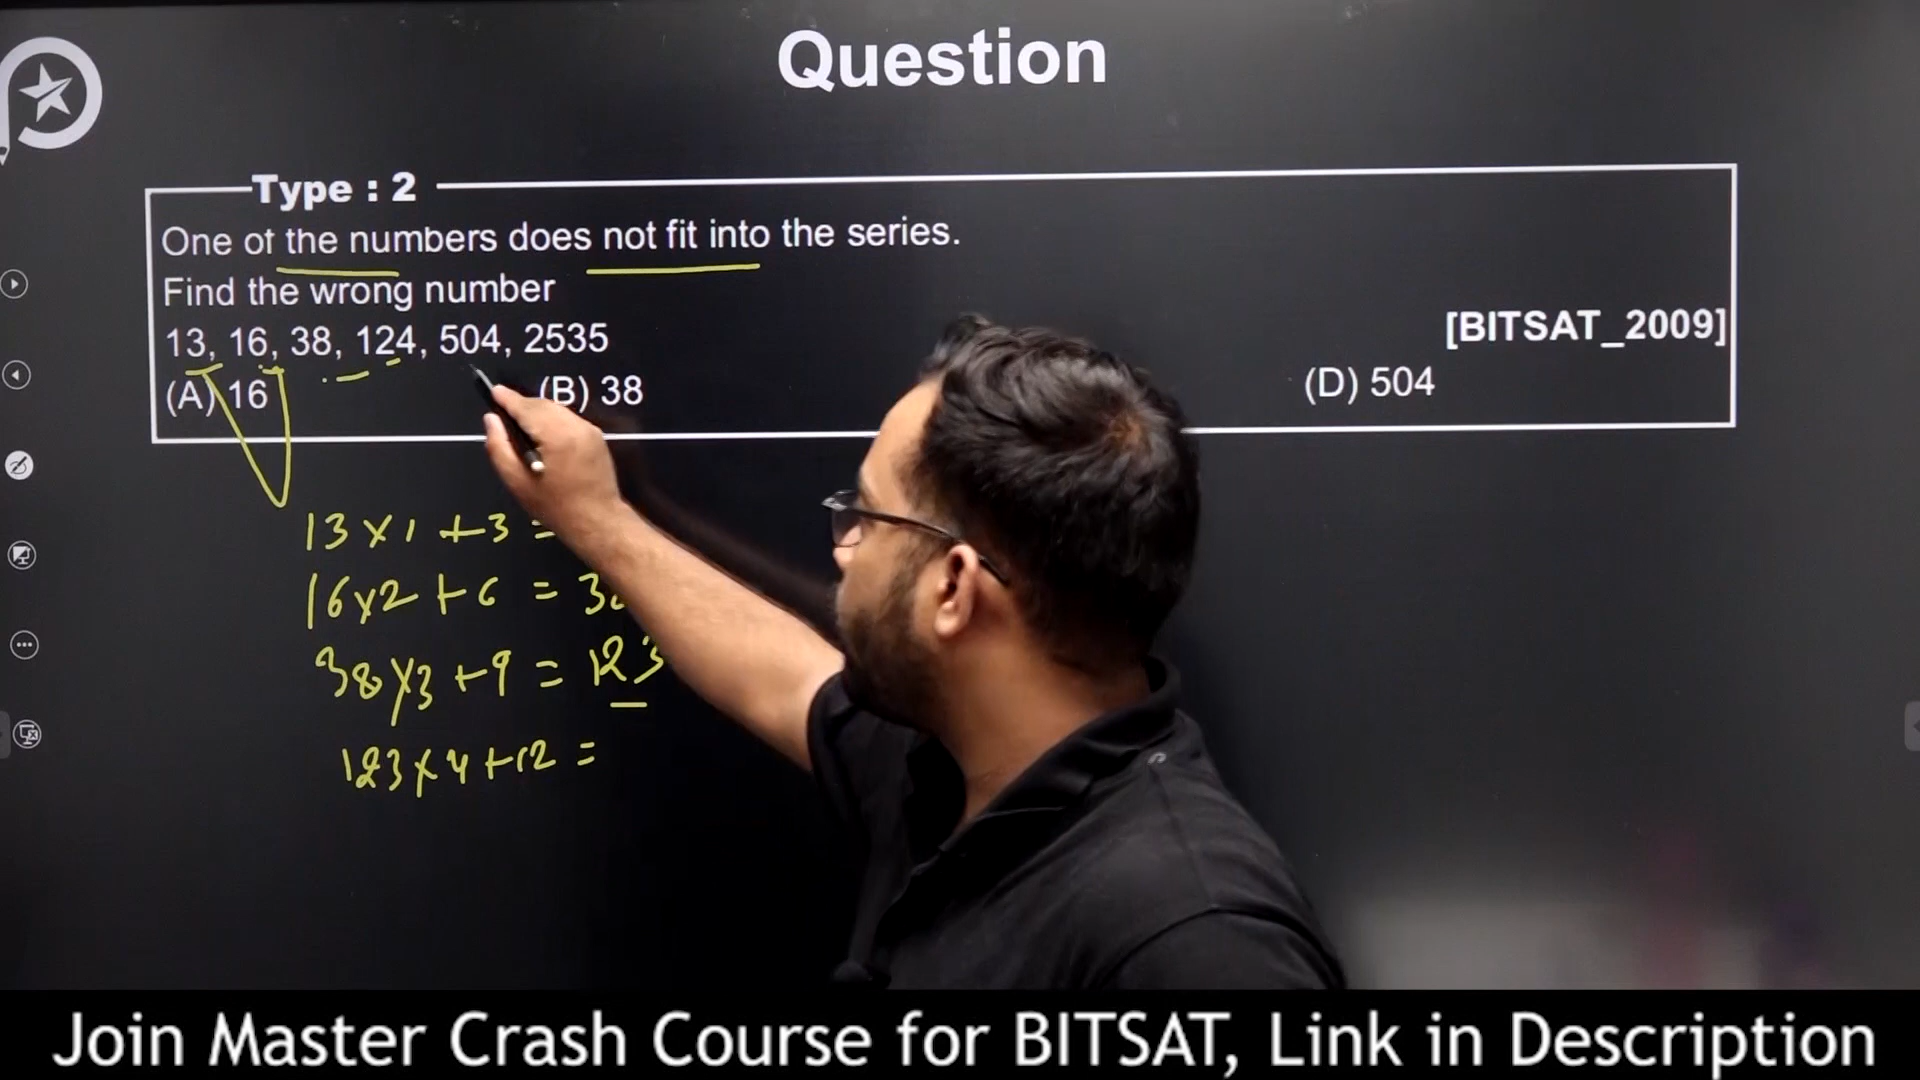 Question
Type : 2
One of the numbers does not fit into the series.
Find the wrong number
13, 16, 38, 124, 504, 2535
[BITSAT_2009]
(A) 16 (B) 38 (D) 504
13 x 1 + 3 =
16 x 2 + 6 =
38 x 3 + 9 = 123
123 x 4 + 12 =
Join Master Crash Course for BITSAT, Link in Description